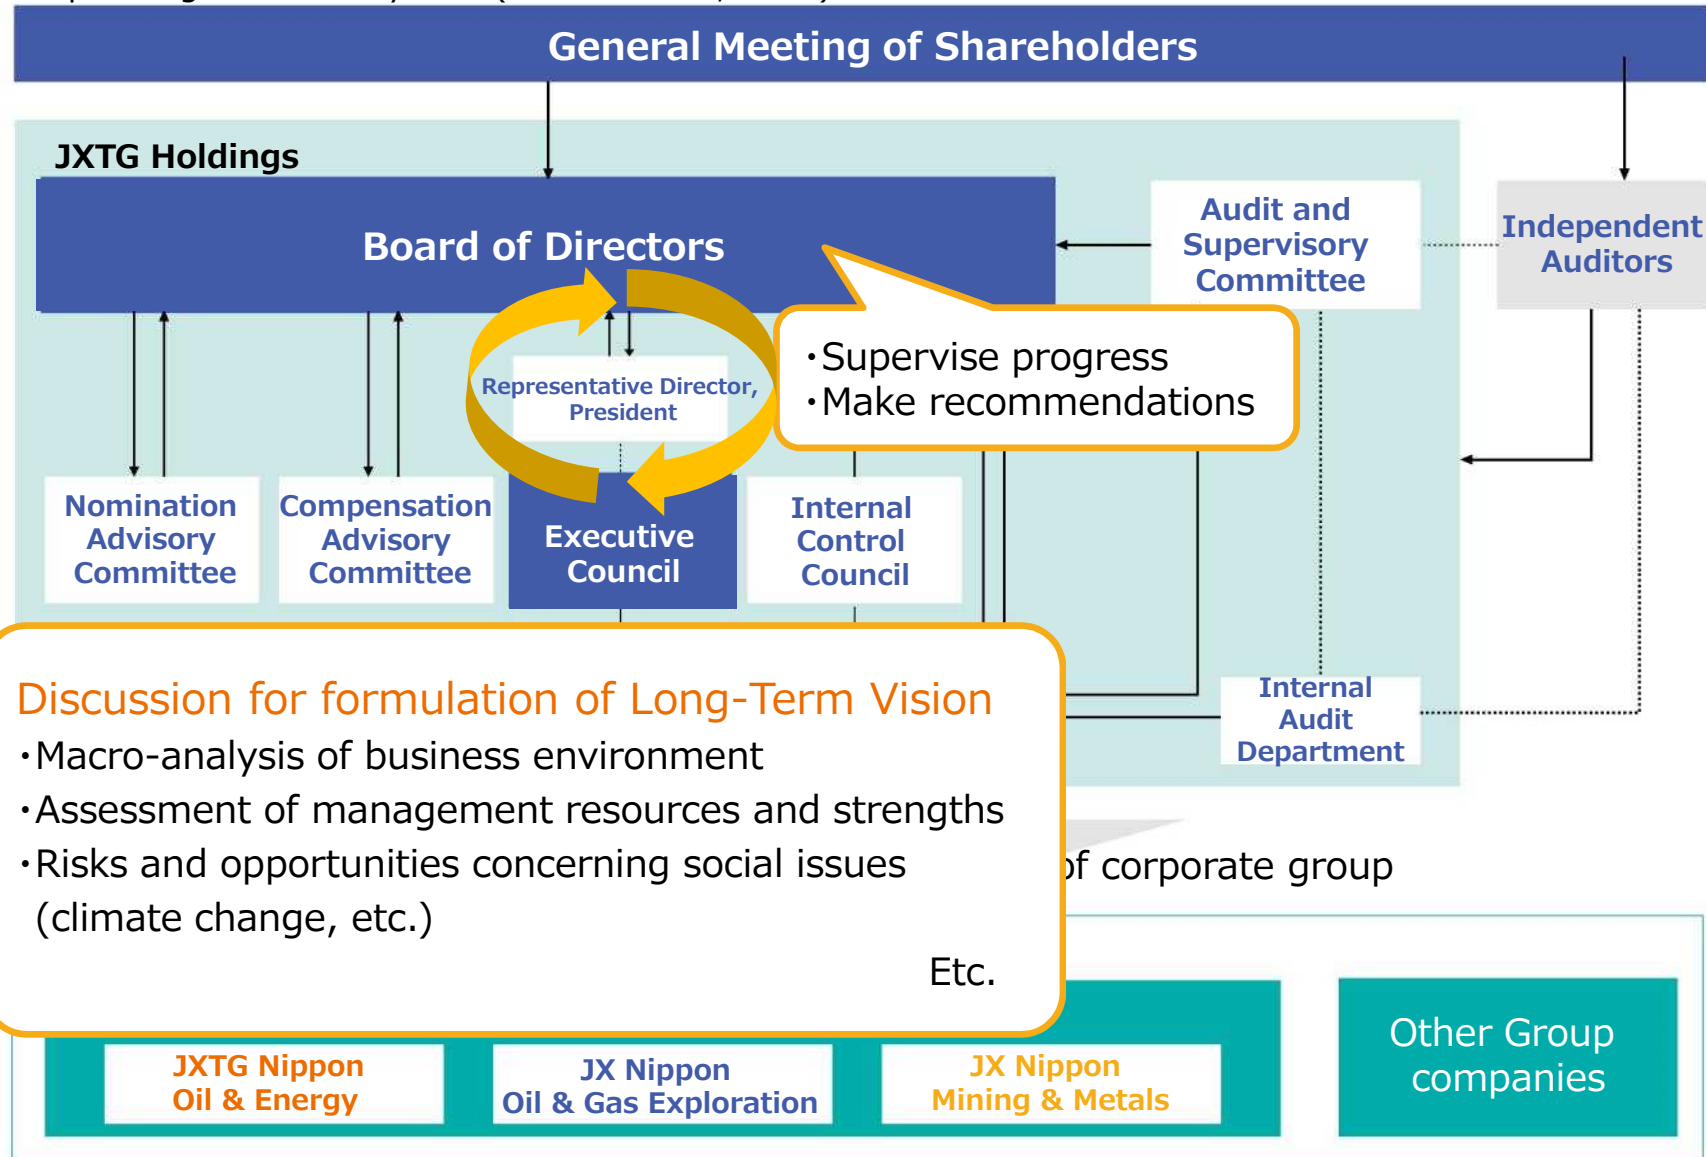 General Meeting of Shareholders
JXTG Holdings
Board of Directors
Audit and
Supervisory
Committee
Independent
Auditors
・Supervise progress
・Make recommendations
Representative Director,
President
Nomination
Advisory
Committee
Compensation
Advisory
Committee
Executive
Council
Internal
Control
Council
Internal
Audit
Department
Discussion for formulation of Long-Term Vision
・Macro-analysis of business environment
・Assessment of management resources and strengths
・Risks and opportunities concerning social issues
(climate change, etc.)
Etc.
of corporate group
JXTG Nippon
Oil & Energy
JX Nippon
Oil & Gas Exploration
JX Nippon
Mining & Metals
Other Group
companies